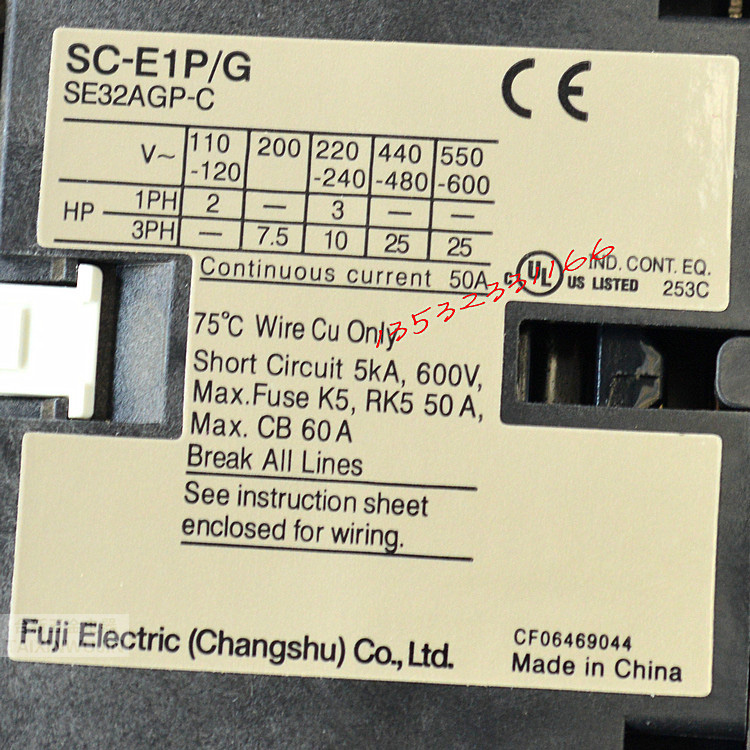 SC-E1P/G
SE32AGP-C
CE
V~ 110-120 200 220-240 440-480 550-600
HP 1PH 2 — 3 — —
3PH — 7.5 10 25 25
Continuous current 50A
C UL US LISTED
IND. CONT. EQ.
253C
13532331166
75°C Wire Cu Only
Short Circuit 5kA, 600V,
Max.Fuse K5, RK5 50A,
Max. CB 60A
Break All Lines
See instruction sheet
enclosed for wiring.
Fuji Electric (Changshu) Co., Ltd.
CF06469044
Made in China